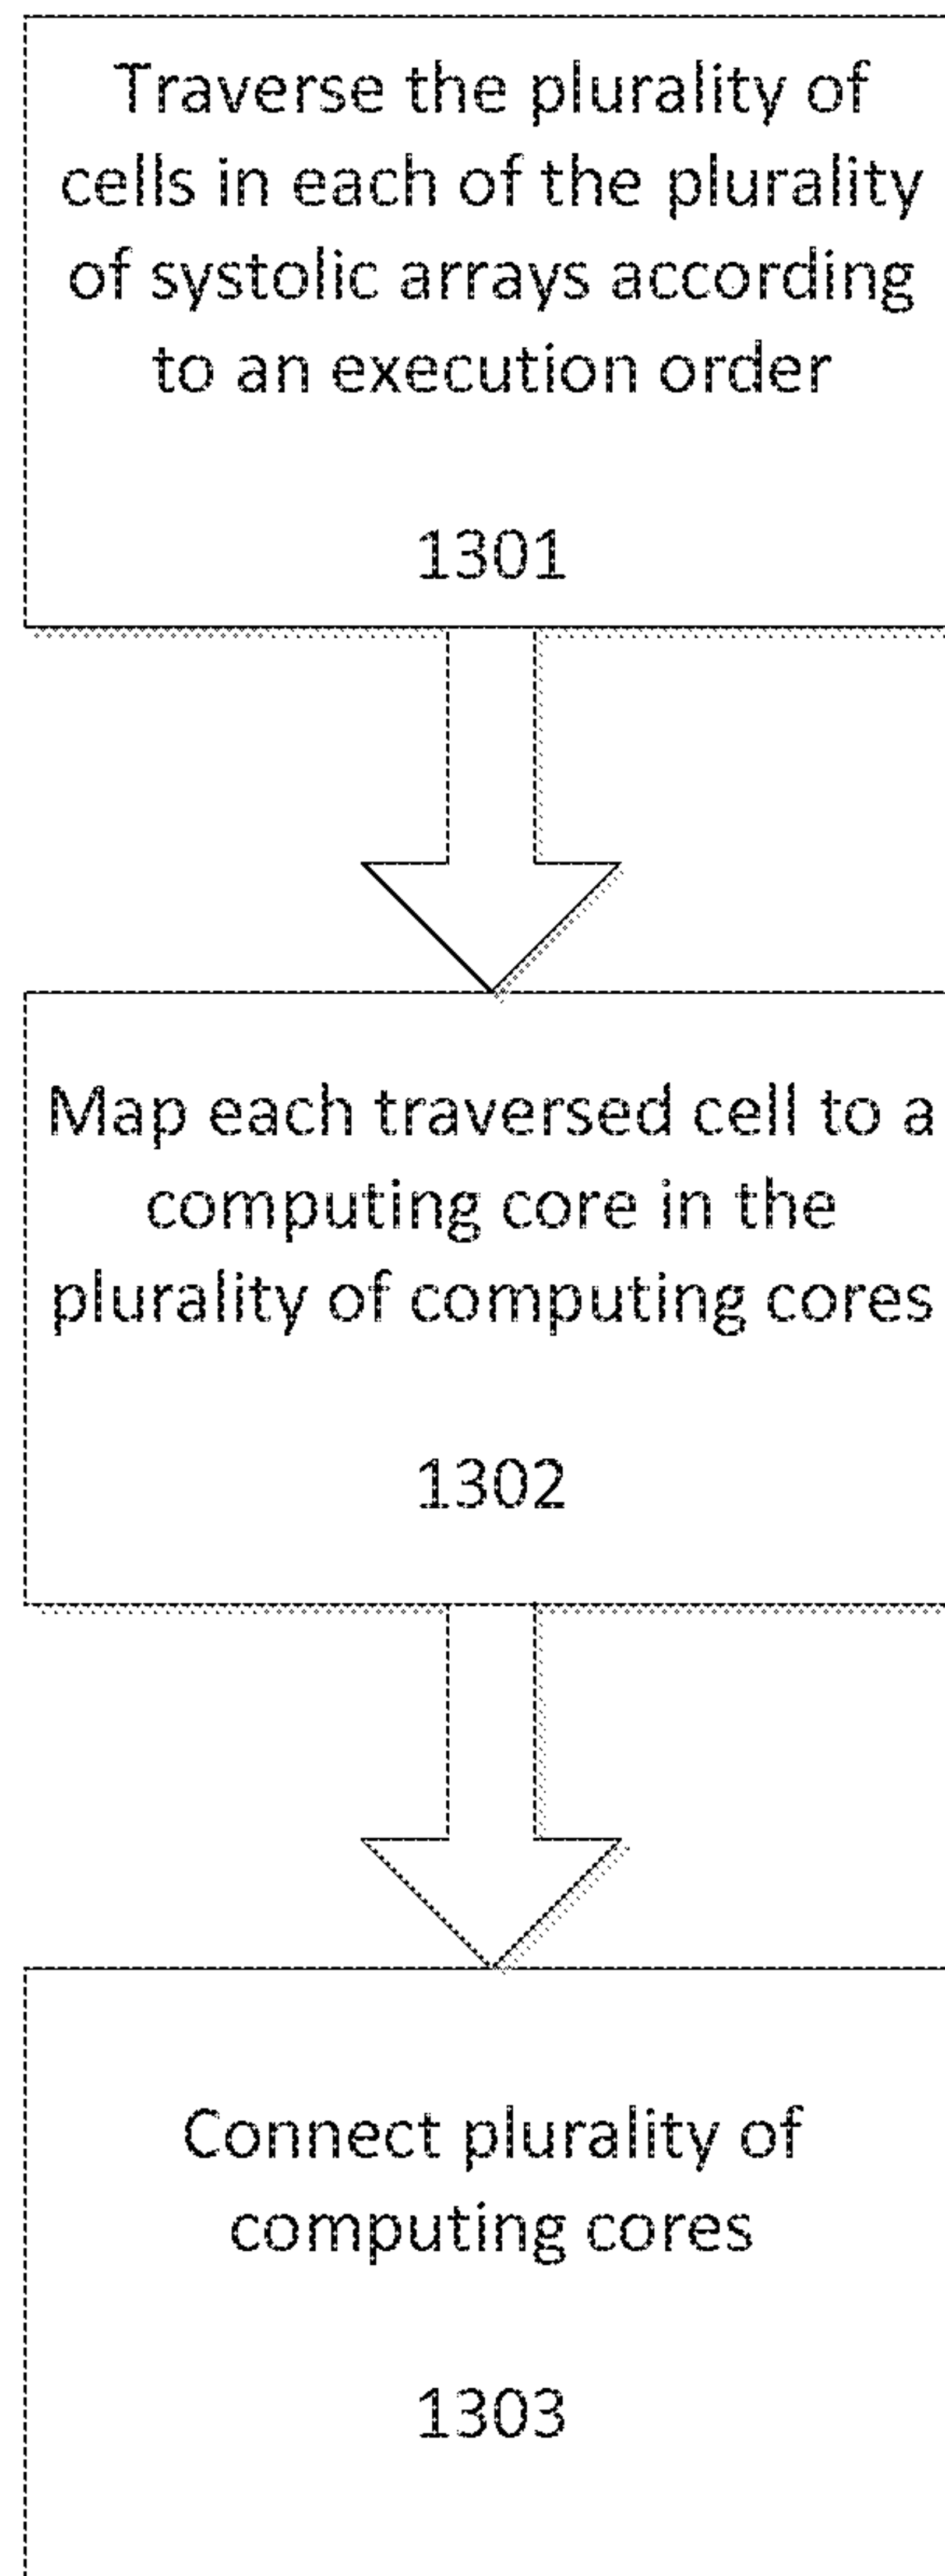 Traverse the plurality of
cells in each of the plurality
of systolic arrays according
to an execution order
1301
Map each traversed cell to a
computing core in the
plurality of computing cores
1302
Connect plurality of
computing cores
1303